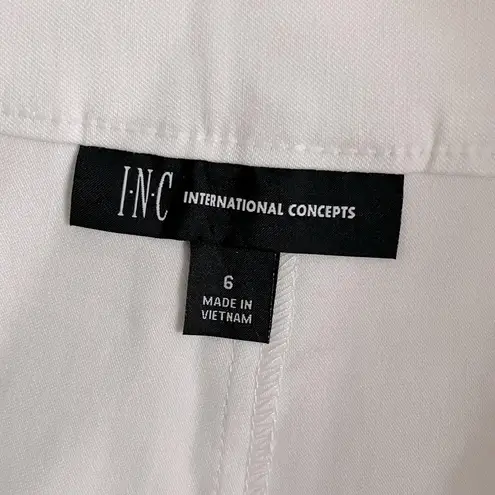 I·N·C INTERNATIONAL CONCEPTS
6
MADE IN
VIETNAM